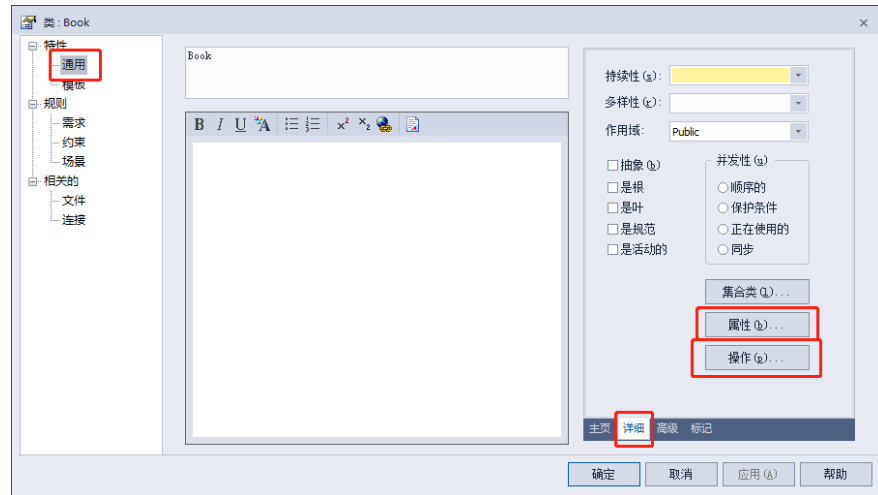 类: Book
特性
通用
模板
规则
需求
约束
场景
相关的
文件
连接
Book
B I U A
持续性(s):
多样性(r):
作用域: Public
抽象(b)
是根
是叶
是规范
是活动的
并发性(u)
顺序的
保护条件
正在使用的
同步
集合类(l)...
属性(b)...
操作(p)...
主页 详细 高级 标记
确定 取消 应用(A) 帮助